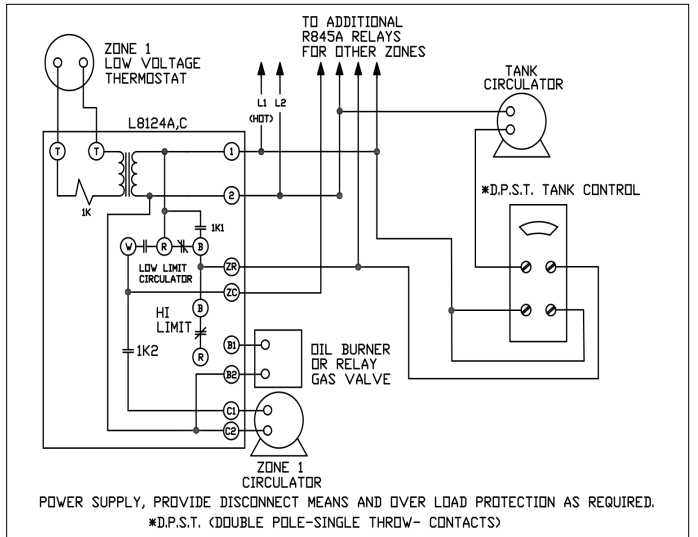 TO ADDITIONAL
R845A RELAYS
FOR OTHER ZONES
ZONE 1
LOW VOLTAGE
THERMOSTAT
TANK
CIRCULATOR
L1 L2
(HOT)
L8124A,C
T T 1
*D.P.S.T. TANK CONTROL
2
1K
1K1
W R B
LOW LIMIT
CIRCULATOR
ZR
ZC
B
HI
LIMIT
R
1K2
B1
B2
OIL BURNER
OR RELAY
GAS VALVE
C1
C2
ZONE 1
CIRCULATOR
POWER SUPPLY, PROVIDE DISCONNECT MEANS AND OVER LOAD PROTECTION AS REQUIRED.
*D.P.S.T. (DOUBLE POLE-SINGLE THROW- CONTACTS)